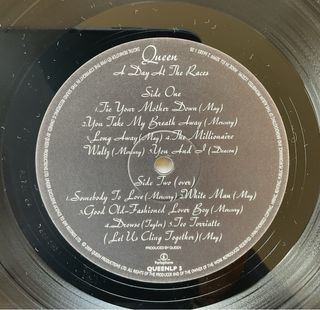 Queen
A Day At The Races
Side One
1.Tie Your Mother Down (May)
2.You Take My Breath Away (Mercury)
3.Long Away (May) 4.The Millionaire
Waltz (Mercury) 5.You And I (Deacon)
Side Two (over)
1.Somebody To Love (Mercury) 2.White Man (May)
3.Good Old-Fashioned Lover Boy (Mercury)
4.Drowse (Taylor) 5.Teo Torriatte
(Let Us Cling Together) (May)
PRODUCED BY QUEEN
Parlophone
QUEENLP 5